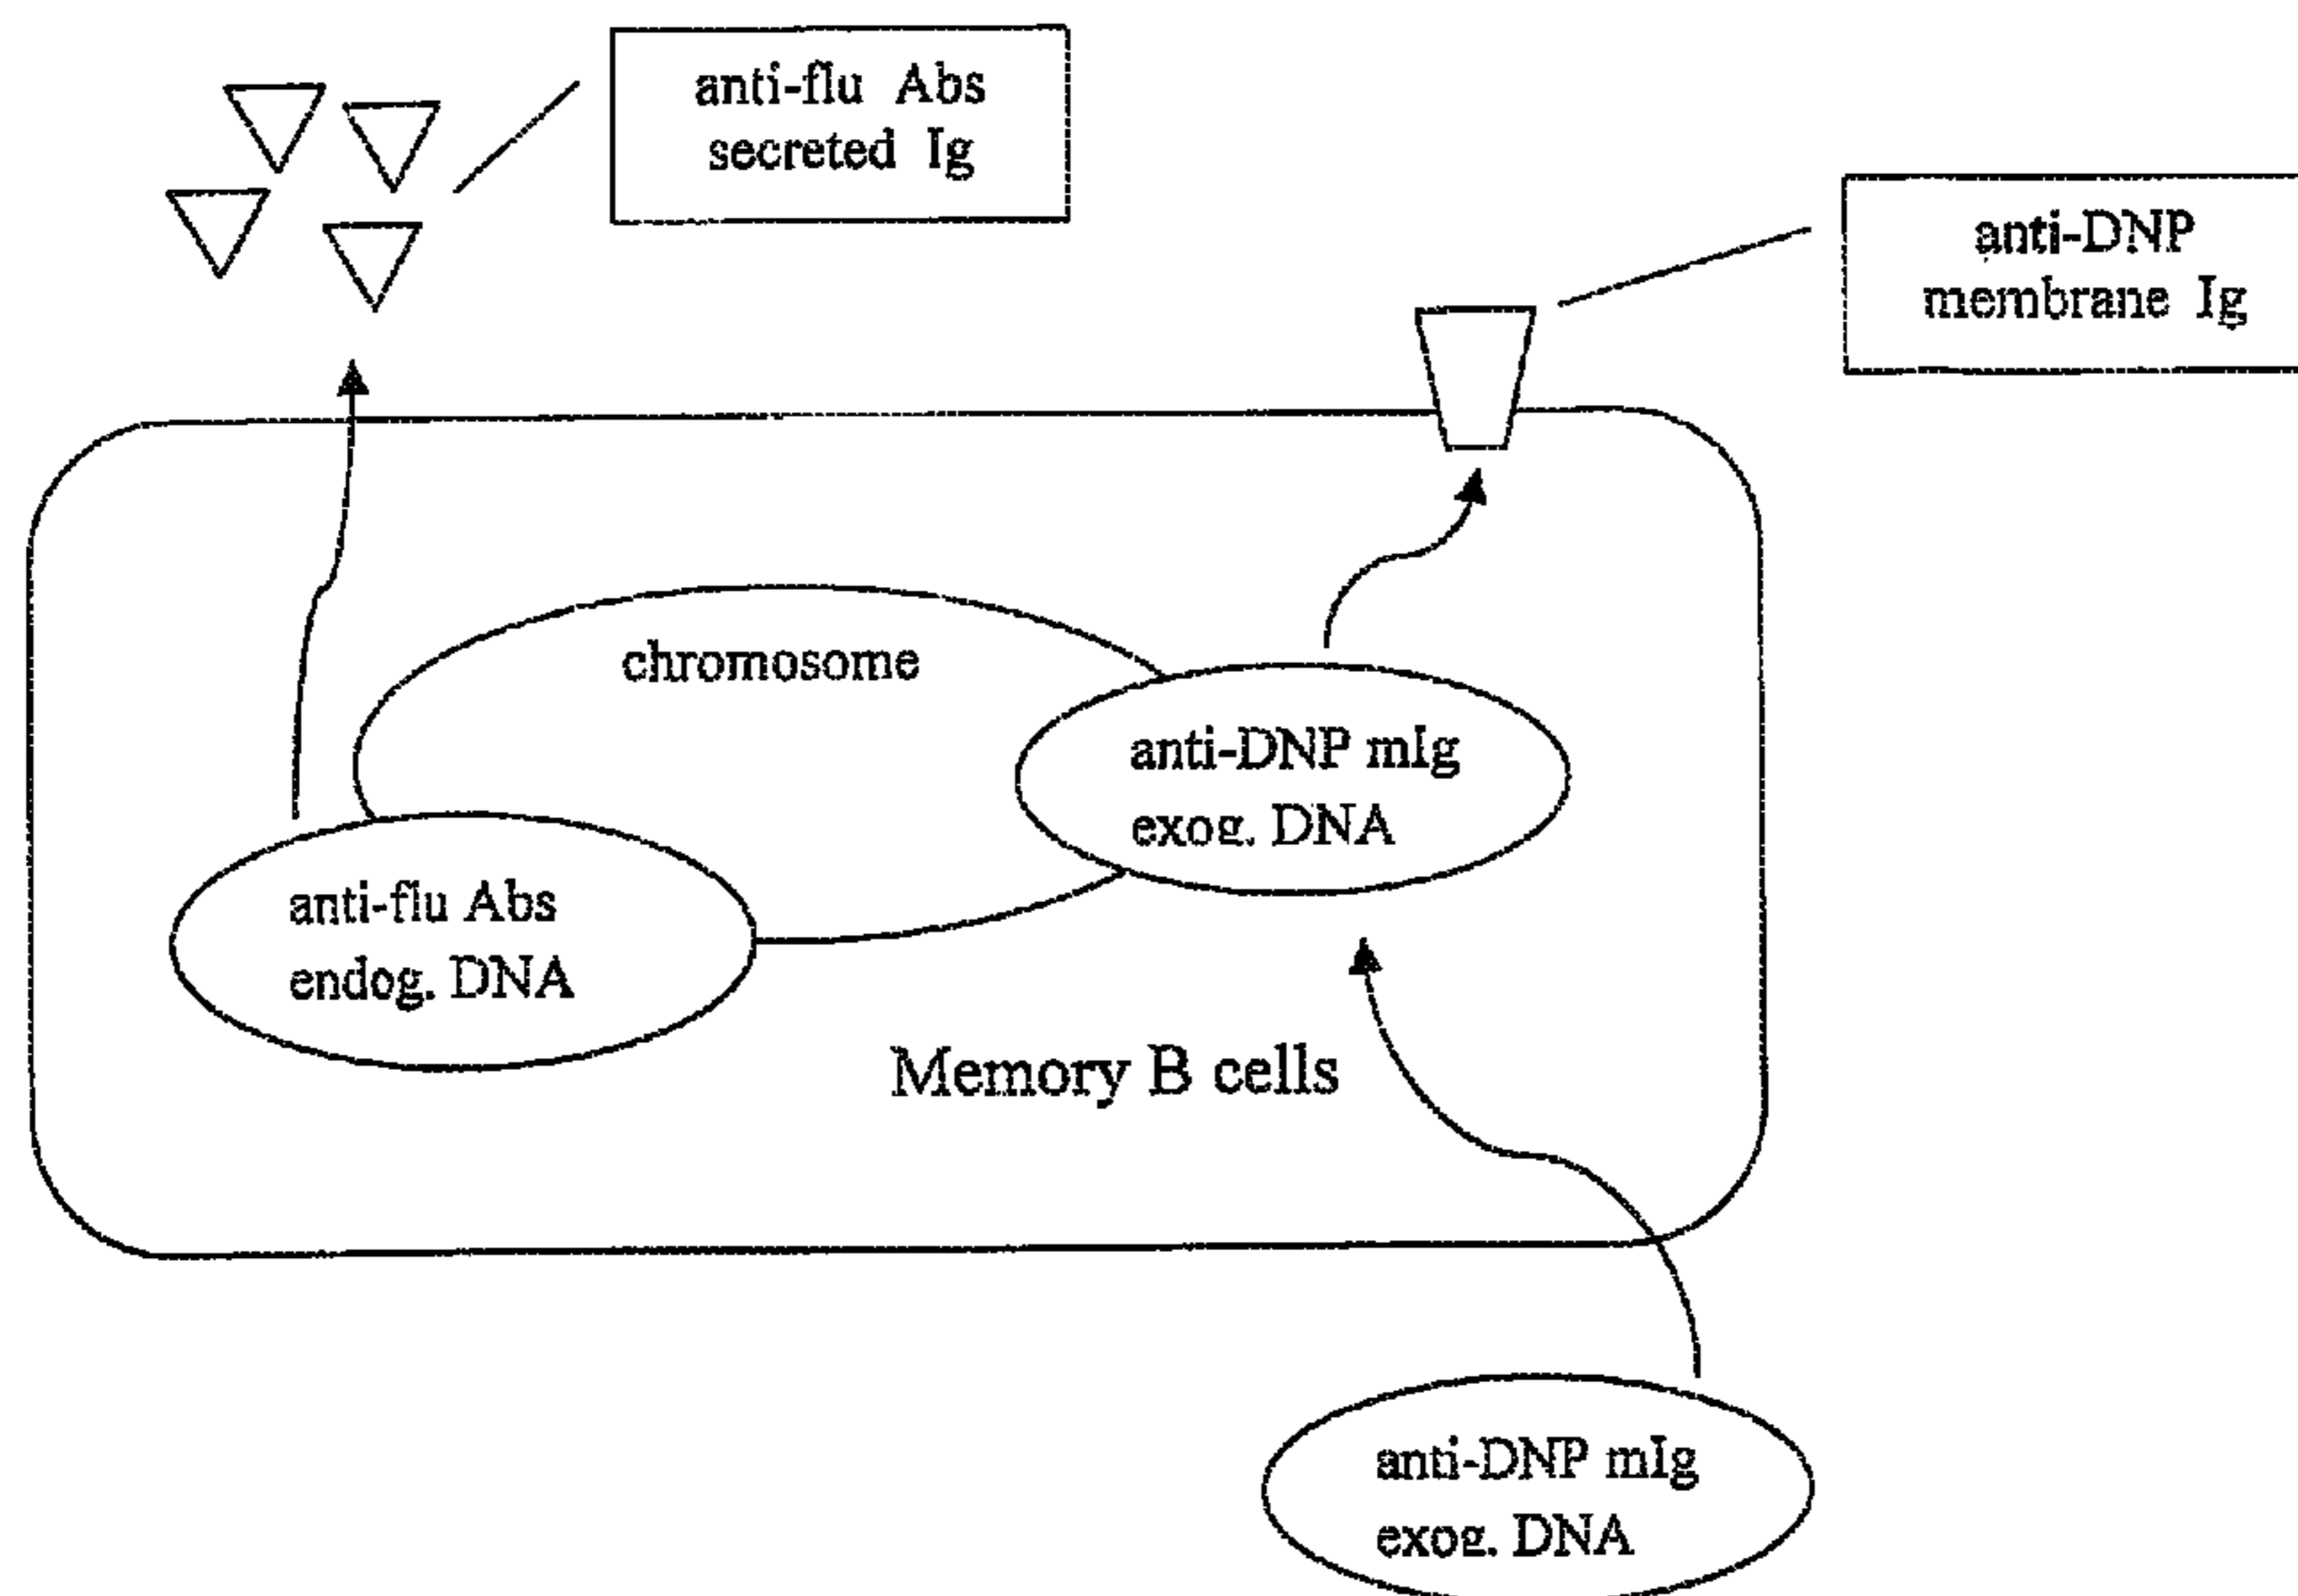 anti-flu Abs
secreted Ig
anti-DNP
membrane Ig
chromosome
anti-DNP mIg
exog. DNA
anti-flu Abs
endog. DNA
Memory B cells
anti-DNP mIg
exog. DNA